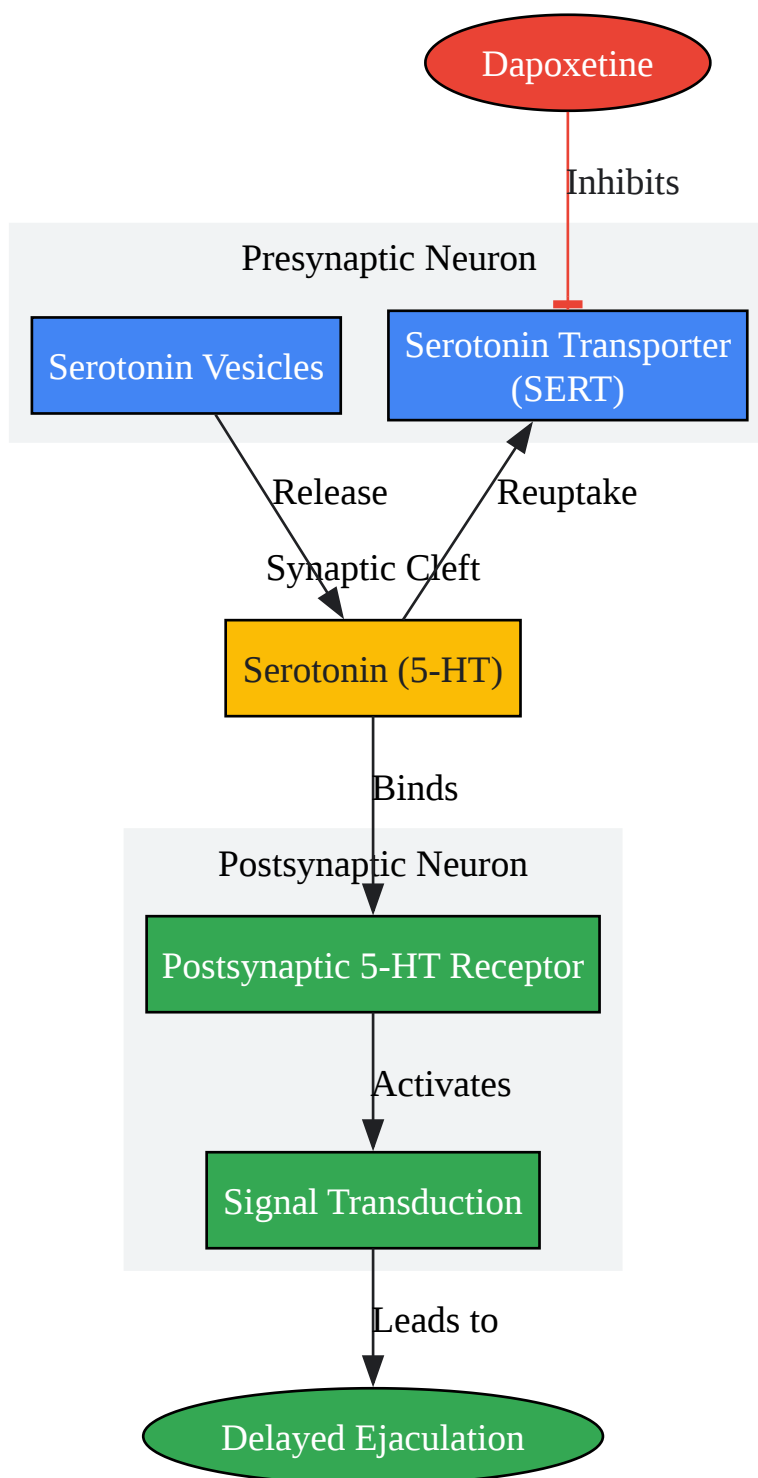 Dapoxetine
Inhibits
Presynaptic Neuron
Serotonin Vesicles
Serotonin Transporter
(SERT)
Release
Reuptake
Synaptic Cleft
Serotonin (5-HT)
Binds
Postsynaptic Neuron
Postsynaptic 5-HT Receptor
Activates
Signal Transduction
Leads to
Delayed Ejaculation